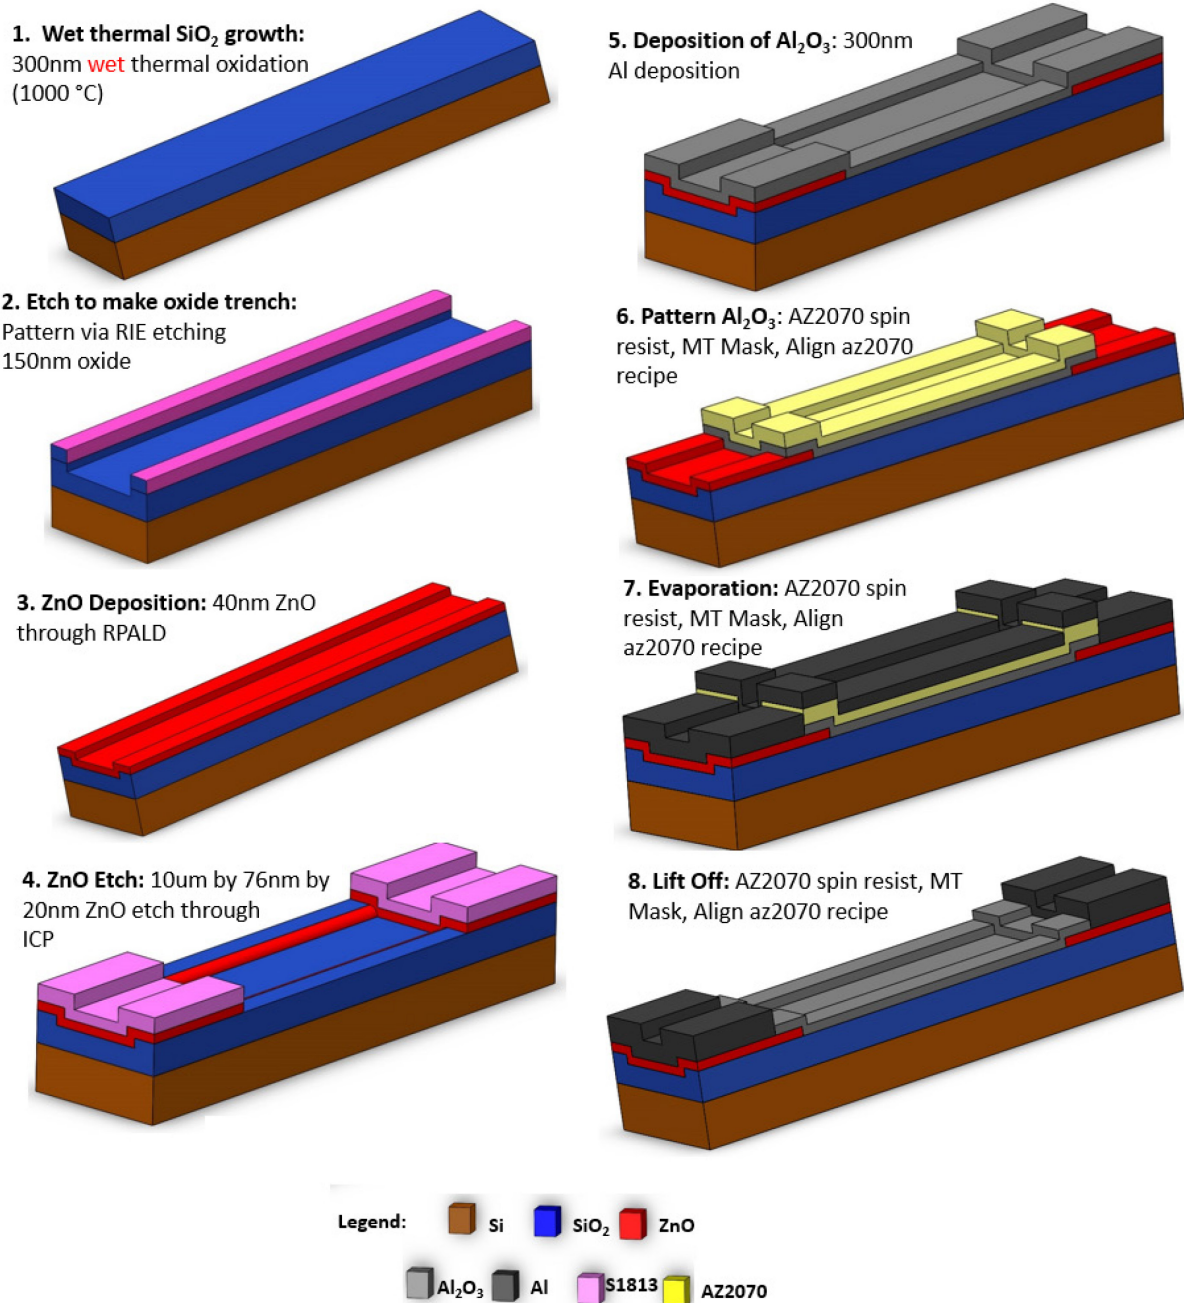 1. Wet thermal SiO₂ growth:
300nm wet thermal oxidation
(1000 °C)
2. Etch to make oxide trench:
Pattern via RIE etching
150nm oxide
3. ZnO Deposition: 40nm ZnO
through RPALD
4. ZnO Etch: 10um by 76nm by
20nm ZnO etch through
ICP
5. Deposition of Al₂O₃: 300nm
Al deposition
6. Pattern Al₂O₃: AZ2070 spin
resist, MT Mask, Align az2070
recipe
7. Evaporation: AZ2070 spin
resist, MT Mask, Align
az2070 recipe
8. Lift Off: AZ2070 spin resist, MT
Mask, Align az2070 recipe
Legend: Si SiO₂ ZnO
Al₂O₃ Al S1813 AZ2070